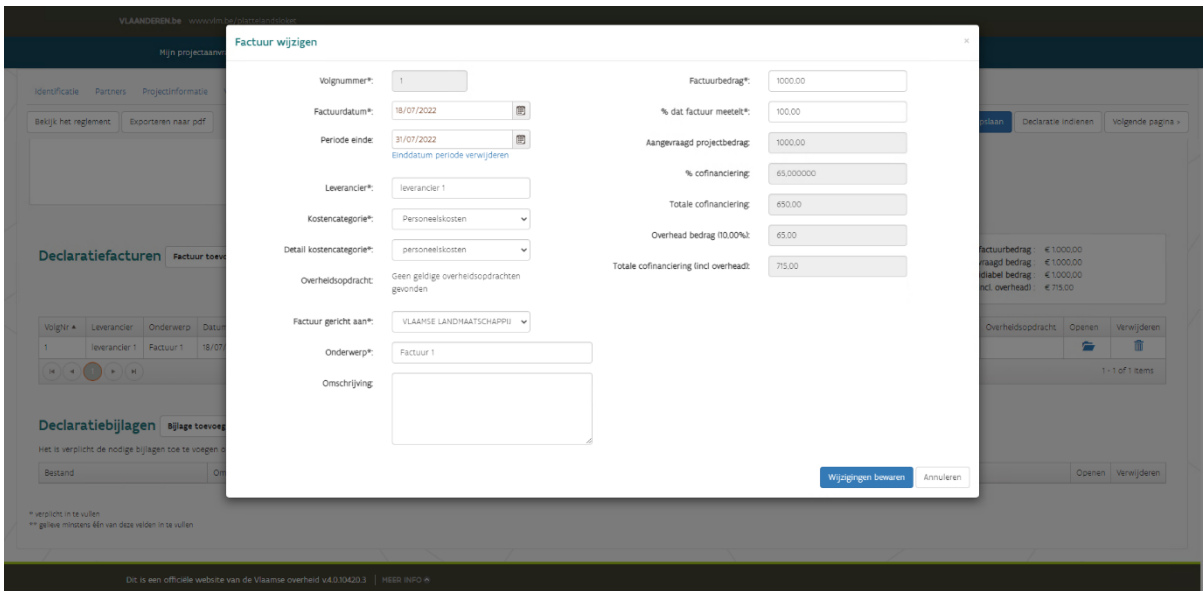 VLAANDEREN.be www.vlm.be/plattelandsloket
Mijn projectaanvr
Identificatie Partners Projectinformatie
Bekijk het reglement Exporteren naar pdf
pslaan Declaratie indienen Volgende pagina »
Factuur wijzigen ×
Volgnummer*: 1
Factuurdatum*: 18/07/2022
Periode einde: 31/07/2022
Einddatum periode verwijderen
Leverancier*: leverancier 1
Kostencategorie*: Personeelskosten
Detail kostencategorie*: personeelskosten
Overheidsopdracht: Geen geldige overheidsopdrachten
gevonden
Factuur gericht aan*: VLAAMSE LANDMAATSCHAPPIJ
Onderwerp*: Factuur 1
Omschrijving:
Factuurbedrag*: 1000,00
% dat factuur meetelt*: 100,00
Aangevraagd projectbedrag: 1000,00
% cofinanciering: 65,000000
Totale cofinanciering: 650,00
Overhead bedrag (10,00%): 65,00
Totale cofinanciering (incl overhead): 715,00
Wijzigingen bewaren Annuleren
Declaratiefacturen Factuur toevo
factuurbedrag : € 1.000,00
vraagd bedrag : € 1.000,00
idiabel bedrag : € 1.000,00
ncl. overhead) : € 715,00
VolgNr Leverancier Onderwerp Datum Overheidsopdracht Openen Verwijderen
1 leverancier 1 Factuur 1 18/07/
1
1 - 1 of 1 items
Declaratiebijlagen Bijlage toevoeg
Het is verplicht de nodige bijlagen toe te voegen o
Bestand Om Openen Verwijderen
* verplicht in te vullen
** gelieve minstens één van deze velden in te vullen
Dit is een officiële website van de Vlaamse overheid v.4.0.10420.3 | MEER INFO